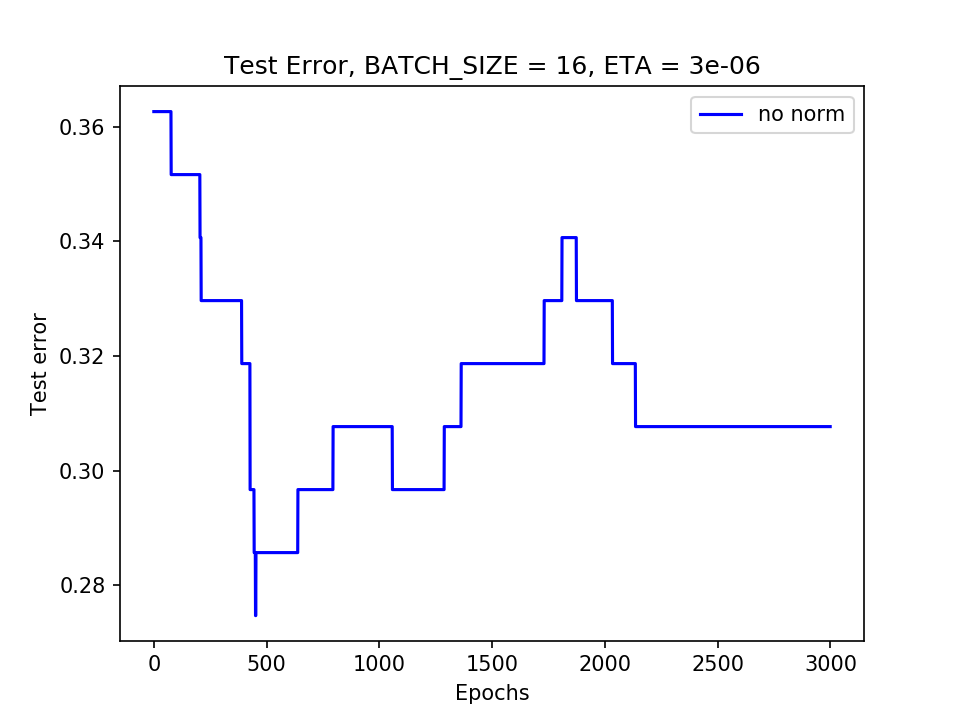 Test Error, BATCH_SIZE = 16, ETA = 3e-06
no norm
0.36
0.34
0.32
0.30
0.28
Test error
0 500 1000 1500 2000 2500 3000
Epochs